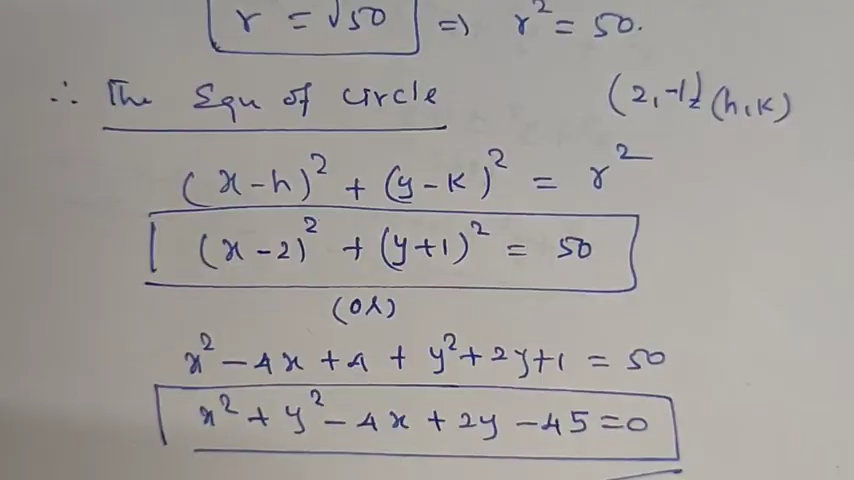 r = √50 => r² = 50.
∴ The Equ of circle (2,-1) (h,k)
(x-h)² + (y-k)² = r²
(x-2)² + (y+1)² = 50
(or)
x² - 4x + 4 + y² + 2y + 1 = 50
x² + y² - 4x + 2y - 45 = 0